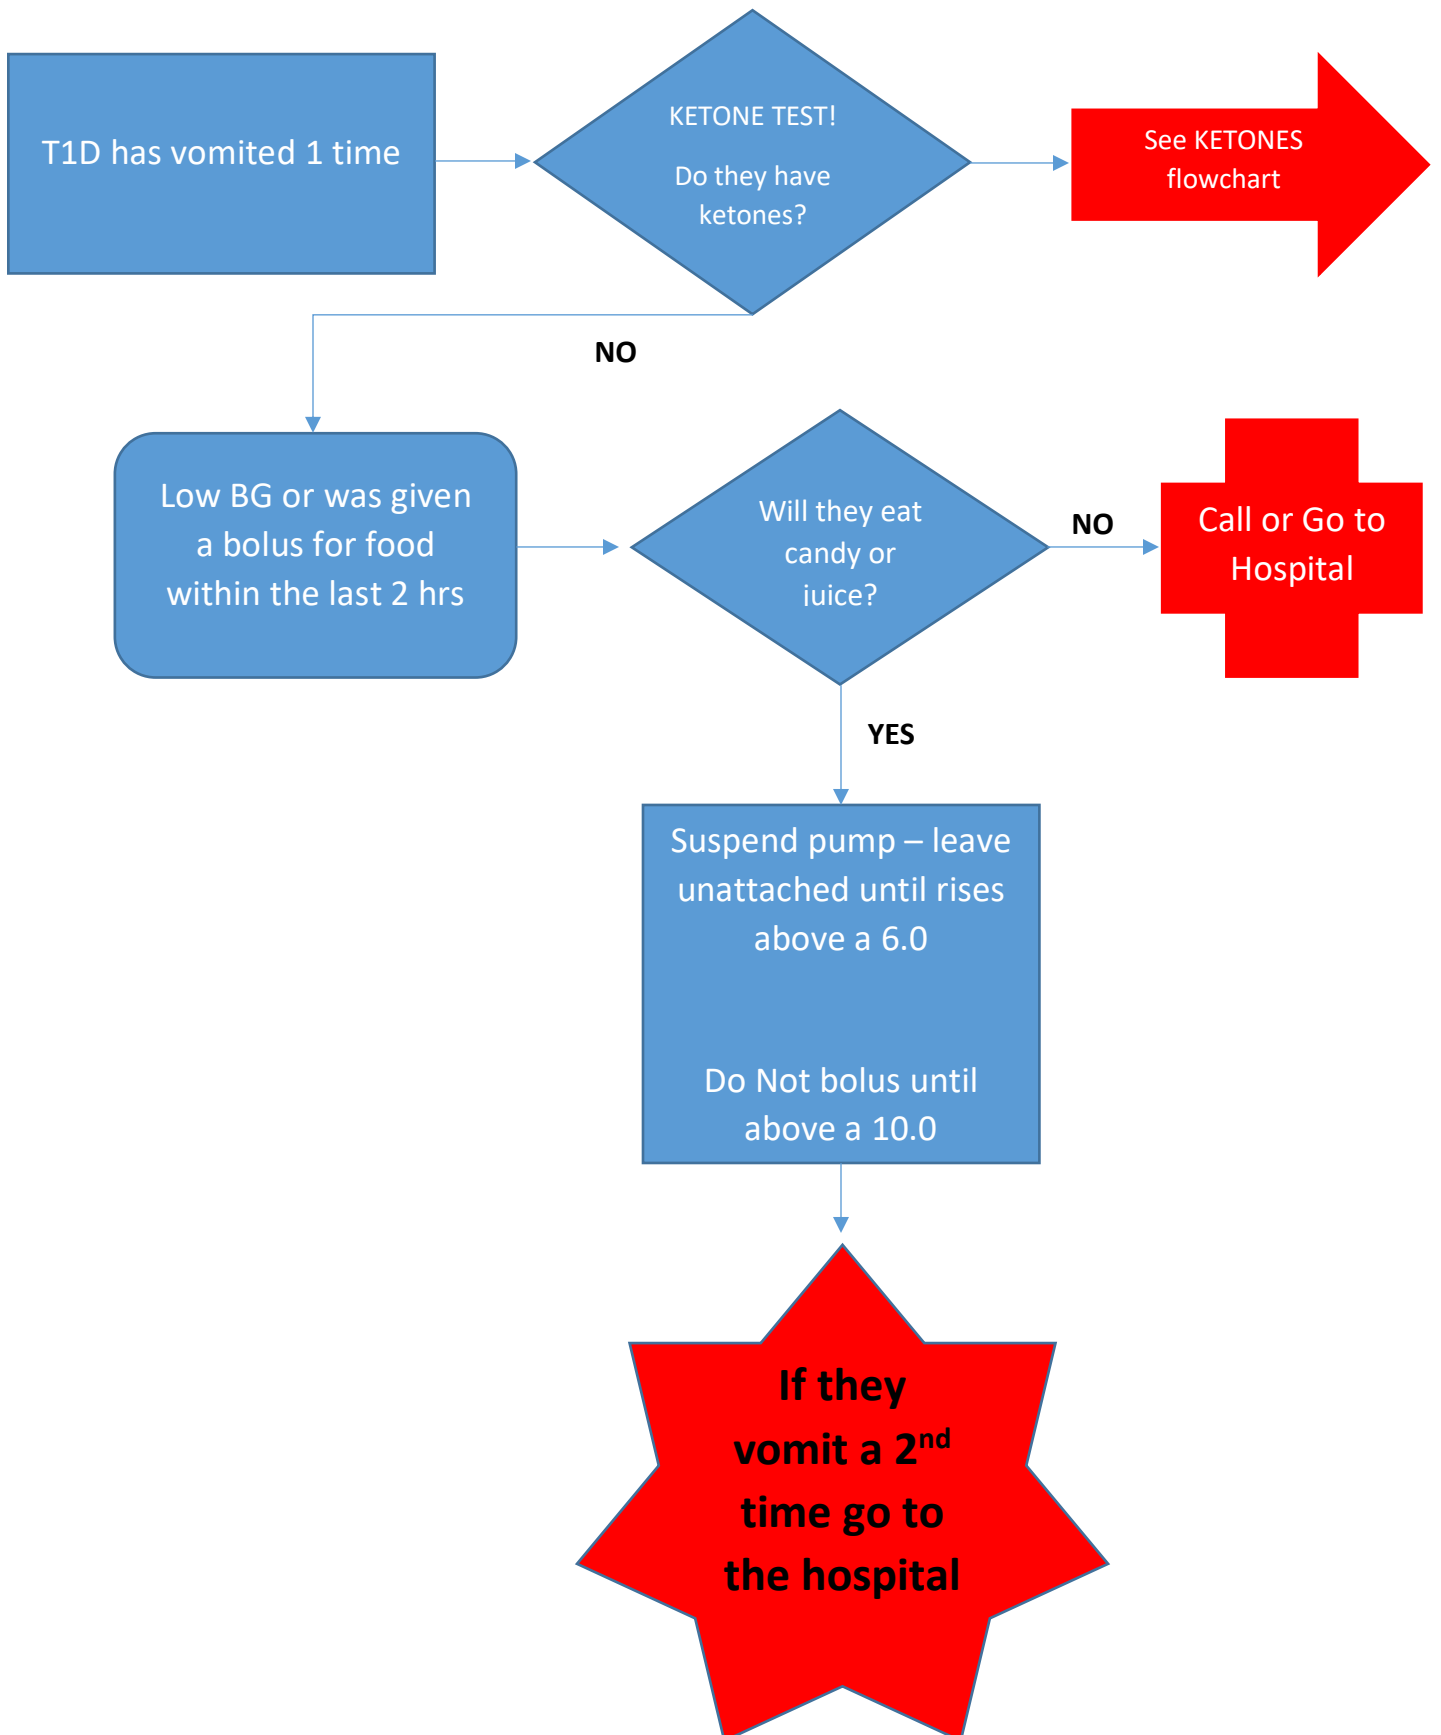 T1D has vomited 1 time
KETONE TEST!
Do they have
ketones?
See KETONES
flowchart
NO
Low BG or was given
a bolus for food
within the last 2 hrs
Will they eat
candy or
iuice?
NO
Call or Go to
Hospital
YES
Suspend pump – leave
unattached until rises
above a 6.0
Do Not bolus until
above a 10.0
If they
vomit a 2nd
time go to
the hospital